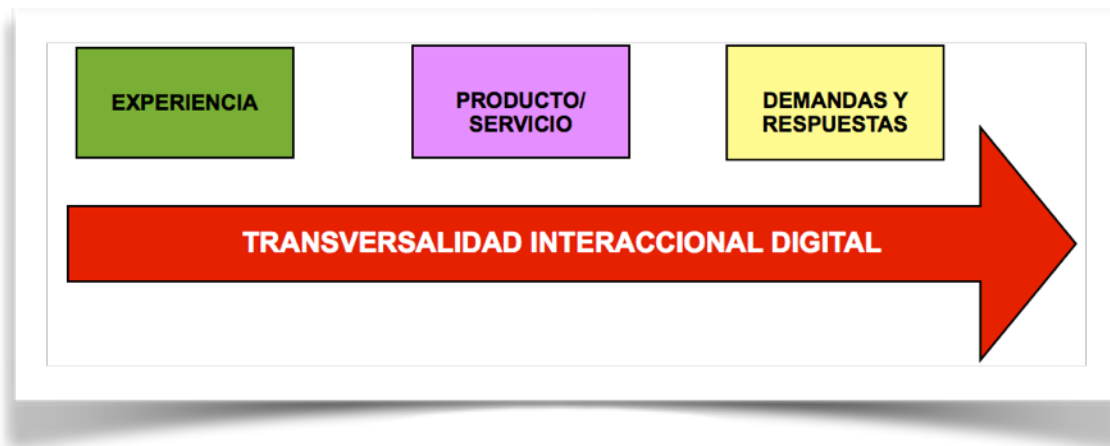 EXPERIENCIA
PRODUCTO/
SERVICIO
DEMANDAS Y
RESPUESTAS
TRANSVERSALIDAD INTERACCIONAL DIGITAL